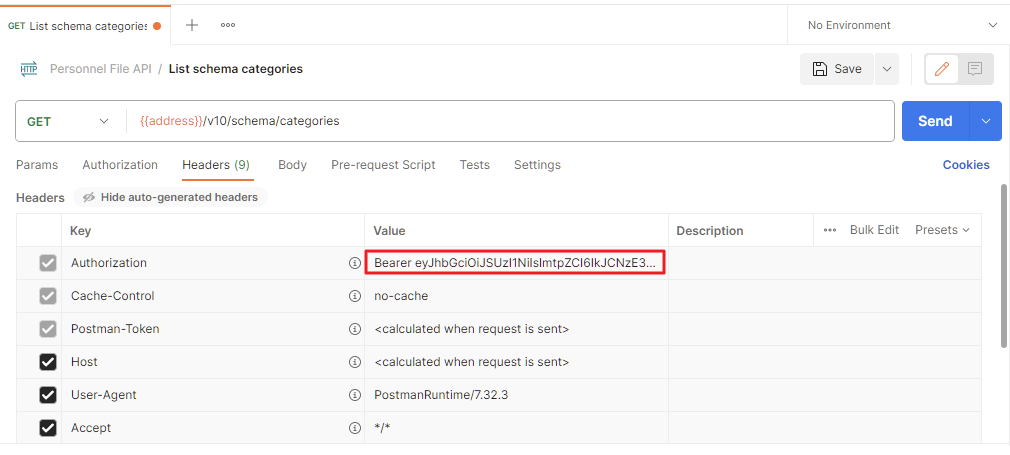 GET List schema categories No Environment
HTTP Personnel File API / List schema categories Save
GET {{address}}/v10/schema/categories Send
Params Authorization Headers (9) Body Pre-request Script Tests Settings Cookies
Headers Hide auto-generated headers
Key Value Description Bulk Edit Presets
Authorization Bearer eyJhbGciOiJSUzI1NiIsImtpZCI6IkJCNzE3...
Cache-Control no-cache
Postman-Token <calculated when request is sent>
Host <calculated when request is sent>
User-Agent PostmanRuntime/7.32.3
Accept */*